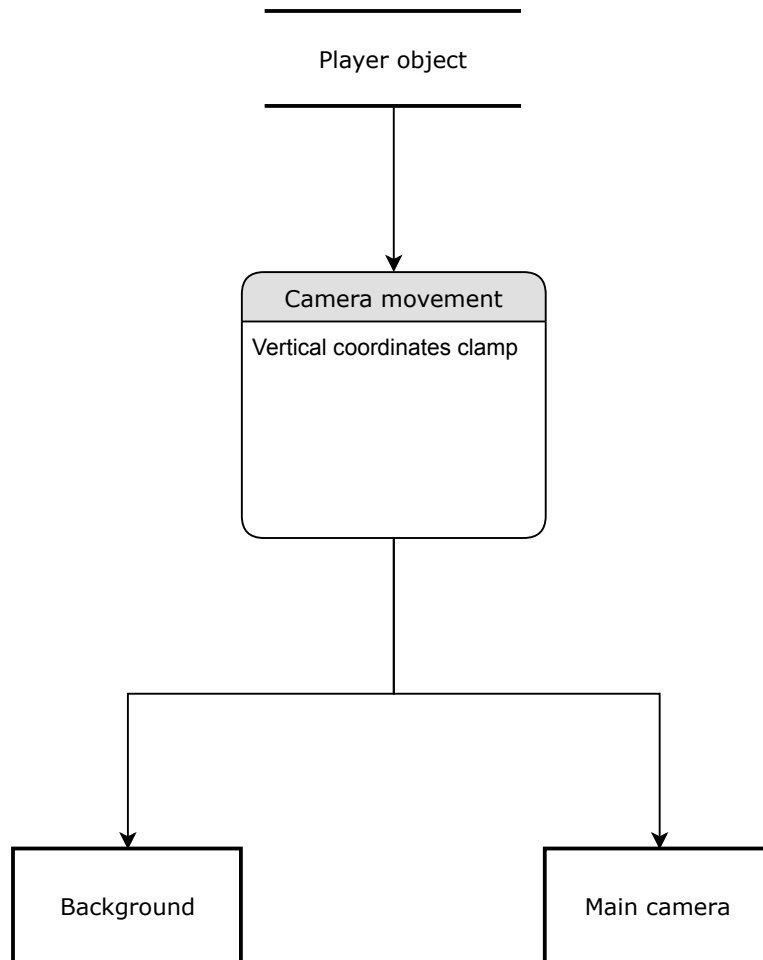 Player object
Camera movement
Vertical coordinates clamp
Background
Main camera